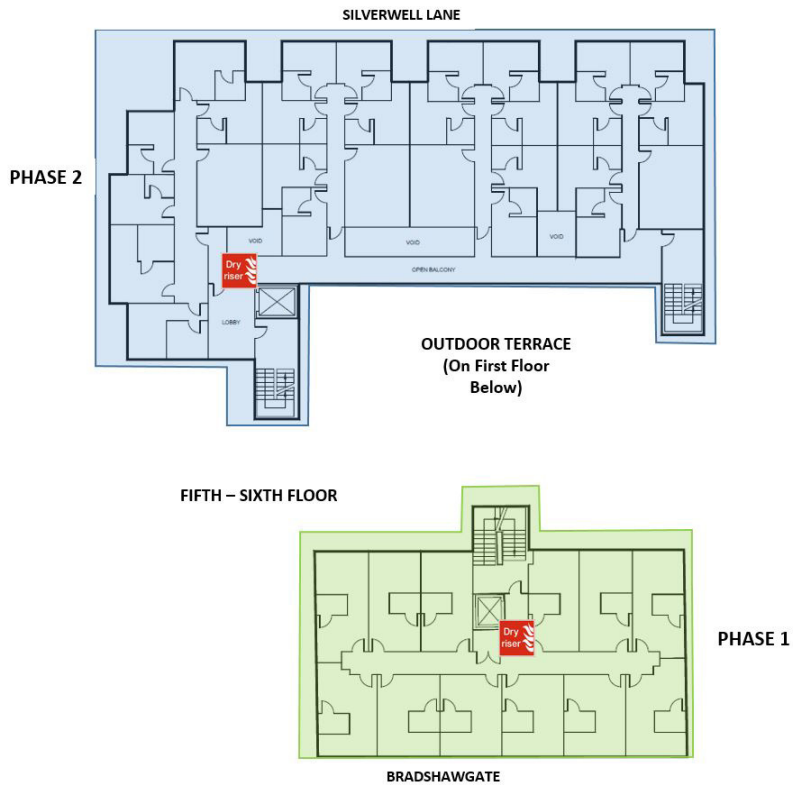 SILVERWELL LANE
PHASE 2
VOID
VOID
VOID
Dry
riser
OPEN BALCONY
LOBBY
OUTDOOR TERRACE
(On First Floor
Below)
FIFTH – SIXTH FLOOR
Dry
riser
PHASE 1
BRADSHAWGATE